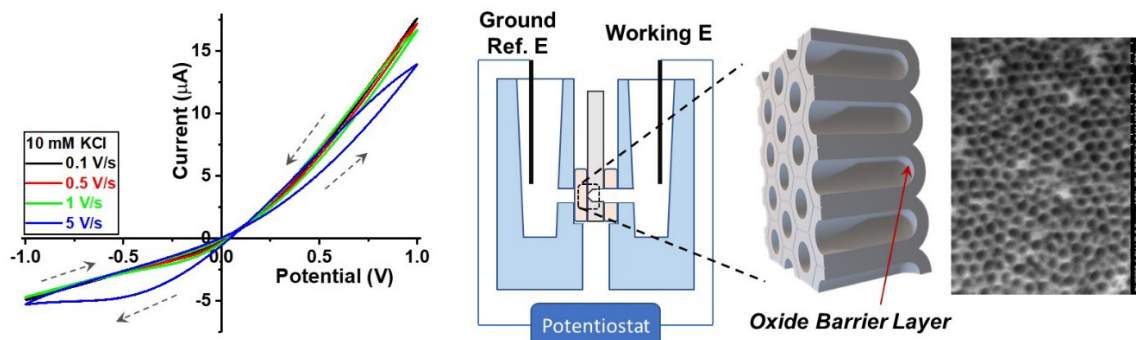 Current (µA)
15
10
5
0
-5
-1.0
-0.5
0.0
0.5
1.0
Potential (V)
10 mM KCl
0.1 V/s
0.5 V/s
1 V/s
5 V/s
Ground
Ref. E
Working E
Potentiostat
Oxide Barrier Layer